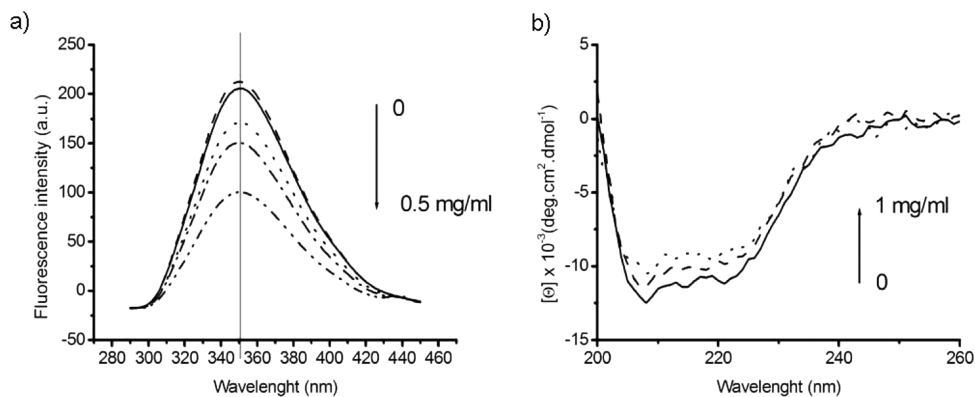 a)
250
200
150
100
50
0
-50
Fluorescence intensity (a.u.)
280 300 320 340 360 380 400 420 440 460
Wavelenght (nm)
0
0.5 mg/ml
b)
5
0
-5
-10
-15
[Θ] x 10⁻³ (deg.cm² dmol⁻¹)
200 220 240 260
Wavelenght (nm)
1 mg/ml
0